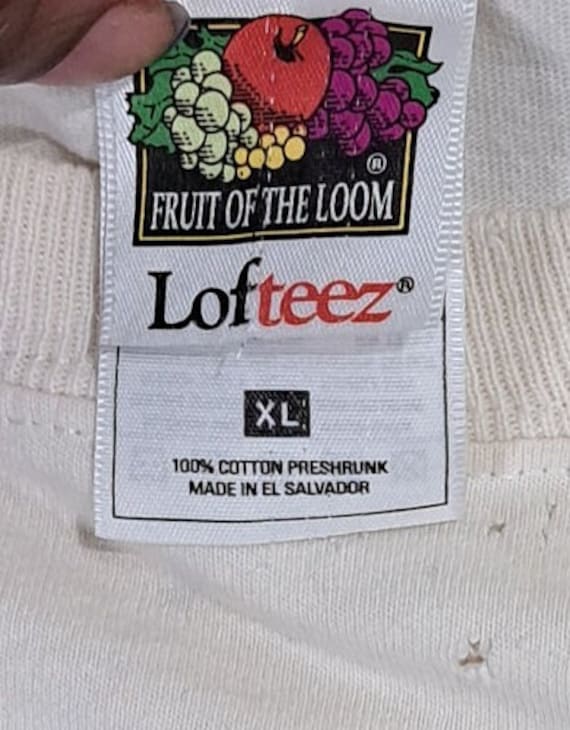 ®
FRUIT OF THE LOOM
Lofteez®
XL
100% COTTON PRESHRUNK
MADE IN EL SALVADOR